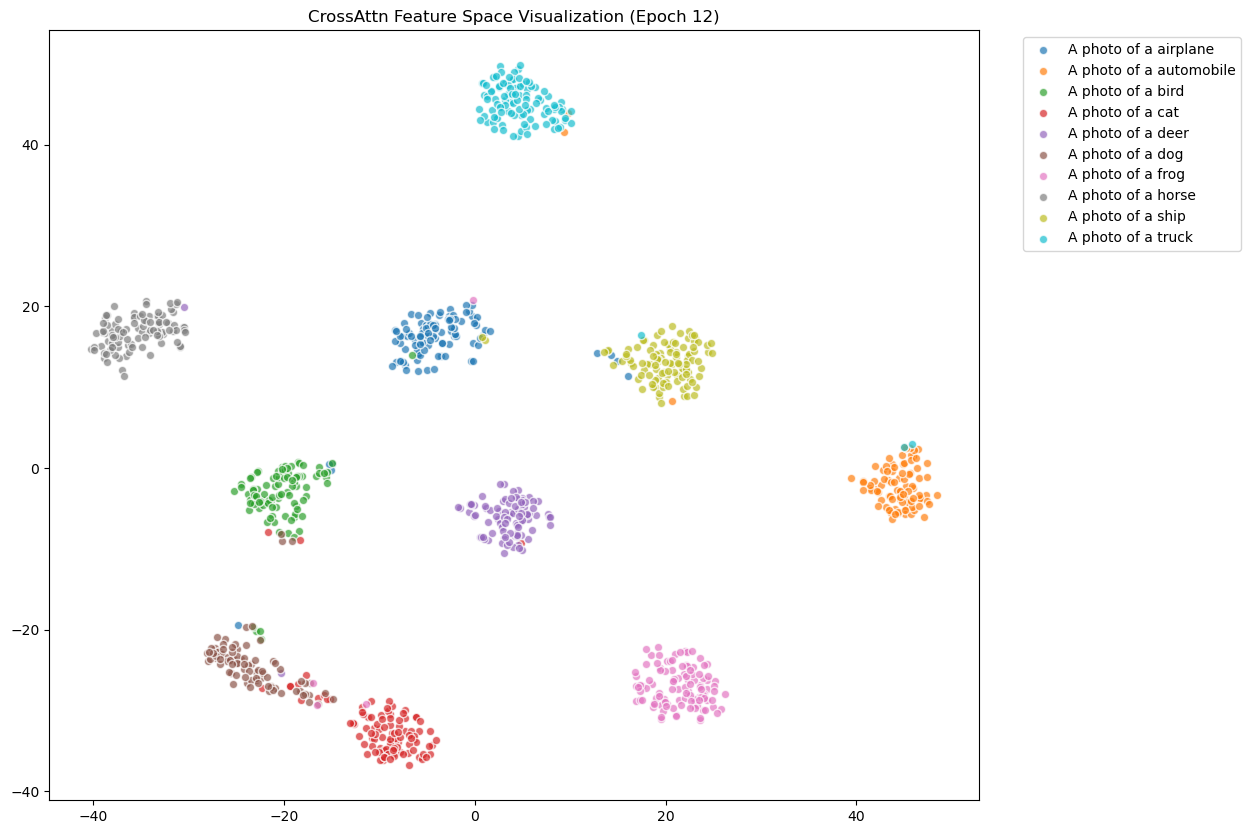 CrossAttn Feature Space Visualization (Epoch 12)
A photo of a airplane
A photo of a automobile
A photo of a bird
A photo of a cat
A photo of a deer
A photo of a dog
A photo of a frog
A photo of a horse
A photo of a ship
A photo of a truck
40
20
0
−20
−40
−40 −20 0 20 40